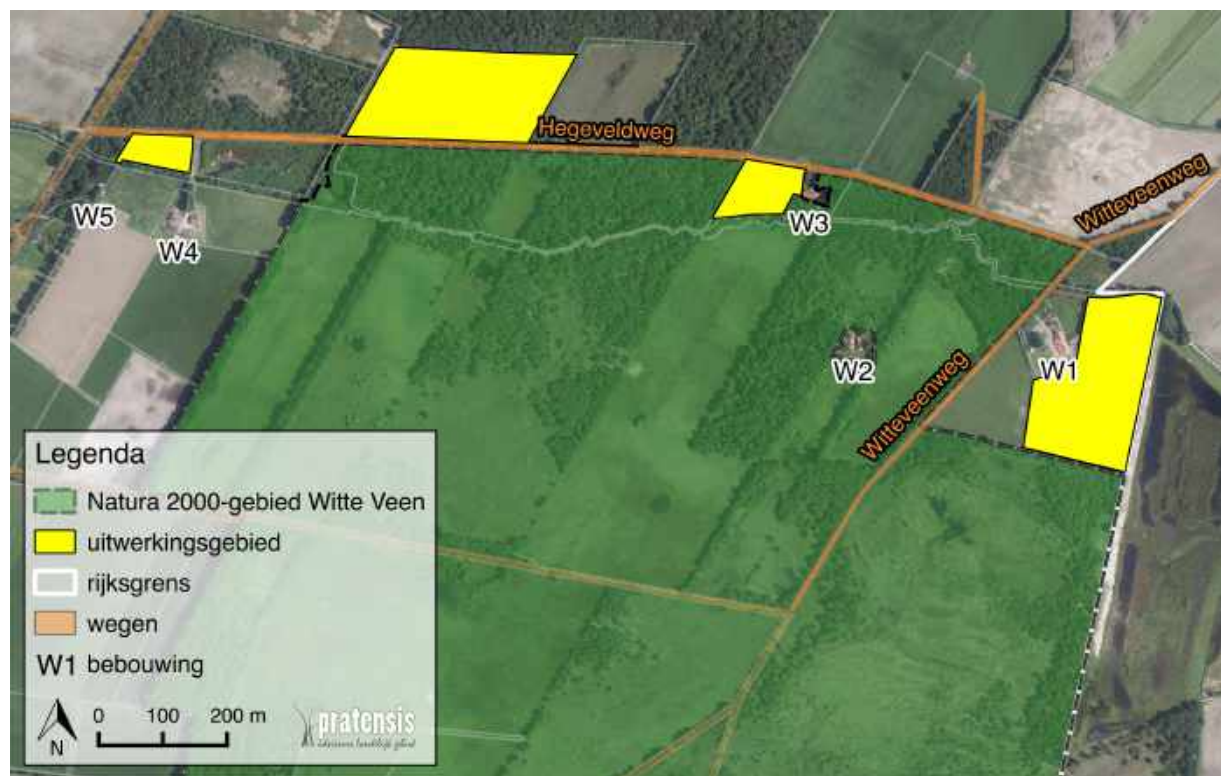 Hegeveldweg
Witteveenweg
W5
W4
W3
W2
W1
Witteveenweg
Legenda
Natura 2000-gebied Witte Veen
uitwerkingsgebied
rijksgrens
wegen
W1 bebouwing
0 100 200 m
N
pratensis